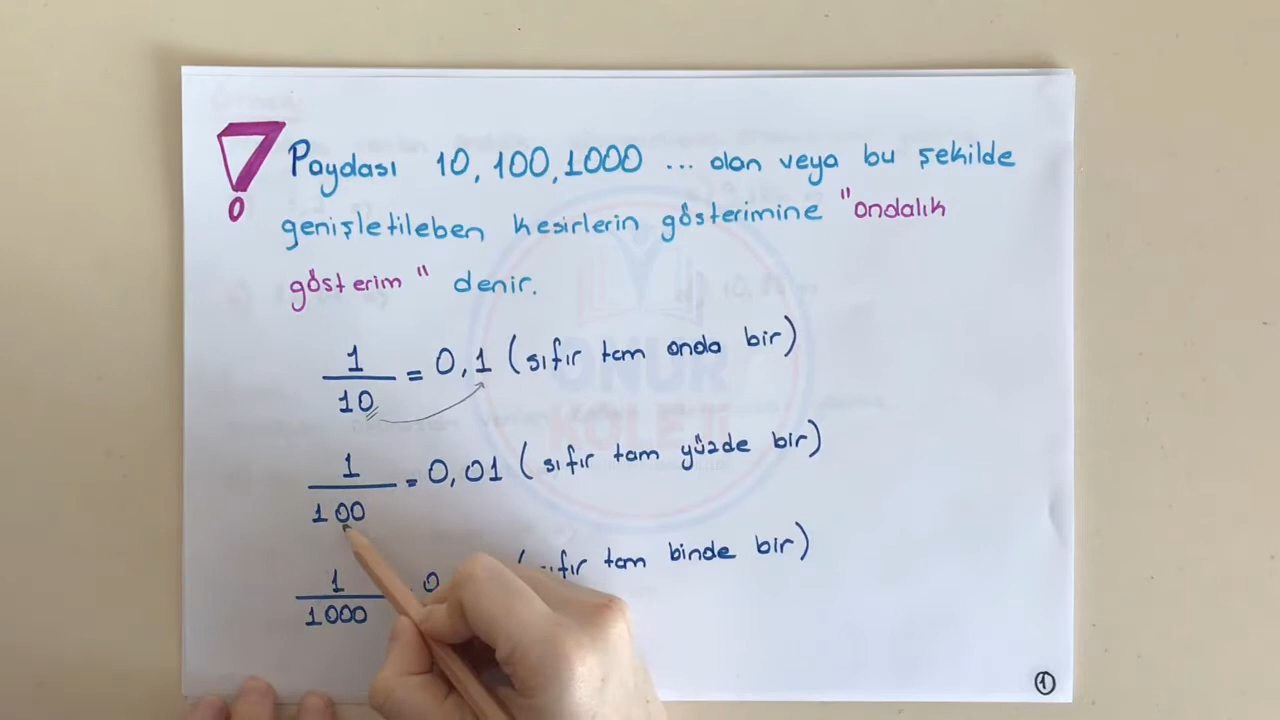 Paydası 10, 100, 1000 ... olan veya bu şekilde
genişletileben kesirlerin gösterimine "ondalık
gösterim" denir.
1/10 = 0,1 (sıfır tam onda bir)
1/100 = 0,01 (sıfır tam yüzde bir)
1/1000 0 sıfır tam binde bir)
ONUR
KOLEJİ
1